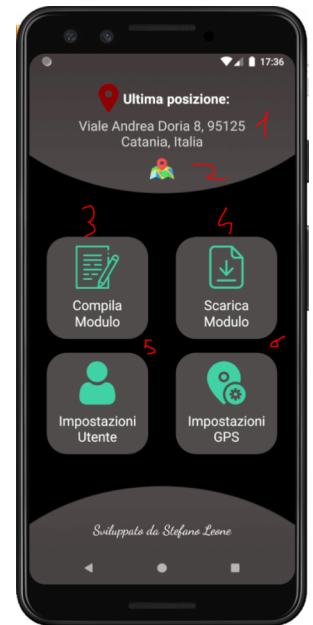 17:36
Ultima posizione:
Viale Andrea Doria 8, 95125 1
Catania, Italia
2
3 4
Compila Scarica
Modulo Modulo
5 6
Impostazioni Impostazioni
Utente GPS
Sviluppato da Stefano Leone